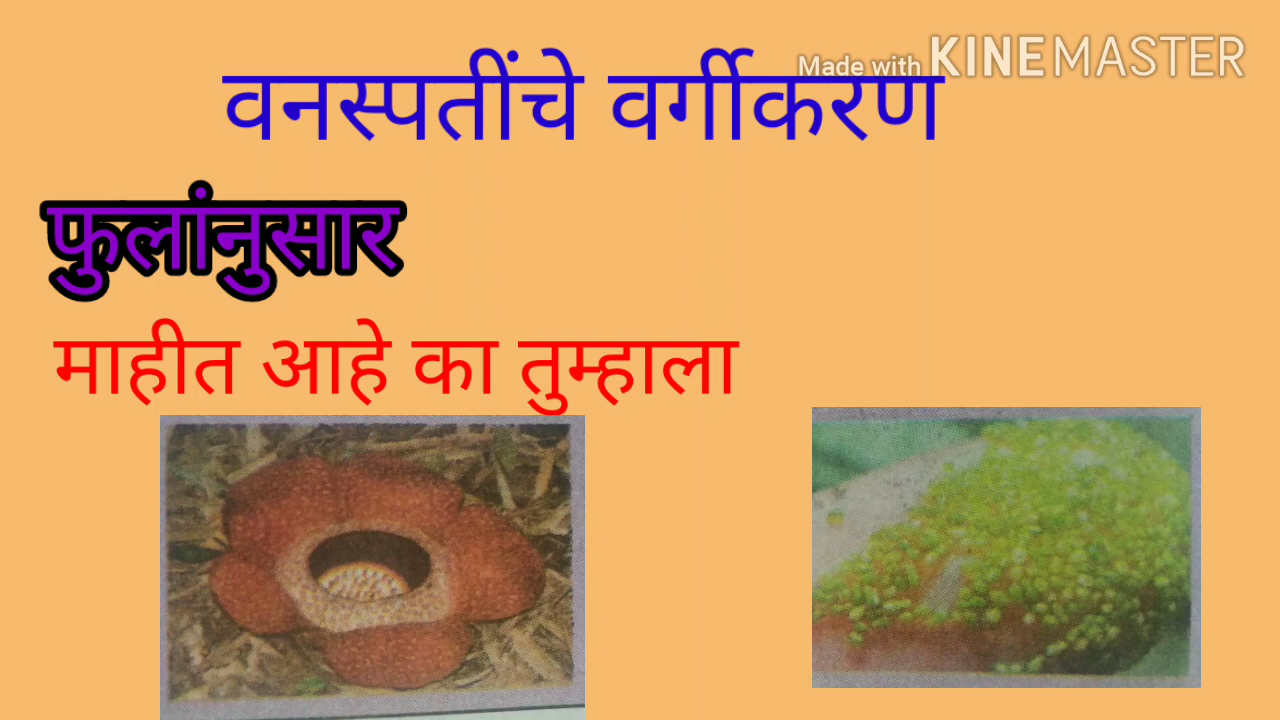 Made with KINEMASTER
वनस्पतींचे वर्गीकरण
फुलांनुसार
माहीत आहे का तुम्हाला